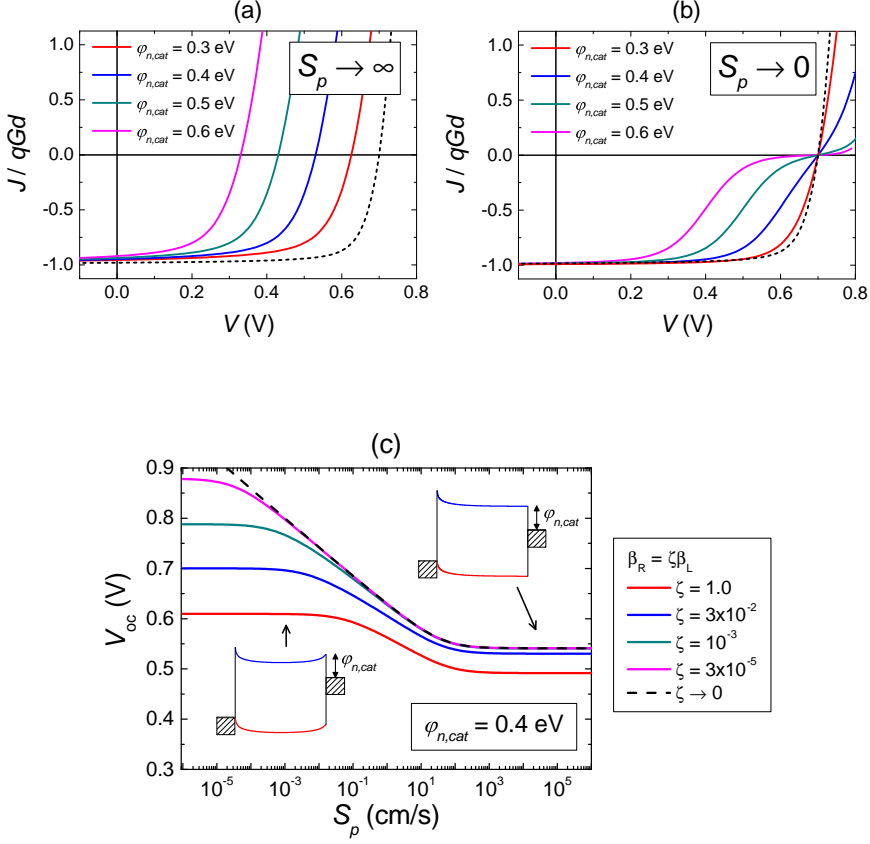 (a)
φn,cat = 0.3 eV
φn,cat = 0.4 eV
φn,cat = 0.5 eV
φn,cat = 0.6 eV
Sp → ∞
1.0
0.5
0.0
-0.5
-1.0
J / qGd
0.0 0.2 0.4 0.6 0.8
V (V)
(b)
φn,cat = 0.3 eV
φn,cat = 0.4 eV
φn,cat = 0.5 eV
φn,cat = 0.6 eV
Sp → 0
1.0
0.5
0.0
-0.5
-1.0
J / qGd
0.0 0.2 0.4 0.6 0.8
V (V)
(c)
0.9
0.8
0.7
0.6
0.5
0.4
0.3
Voc (V)
φn,cat
φn,cat
φn,cat = 0.4 eV
10⁻⁵ 10⁻³ 10⁻¹ 10¹ 10³ 10⁵
Sp (cm/s)
βR = ζβL
ζ = 1.0
ζ = 3x10⁻²
ζ = 10⁻³
ζ = 3x10⁻⁵
ζ → 0